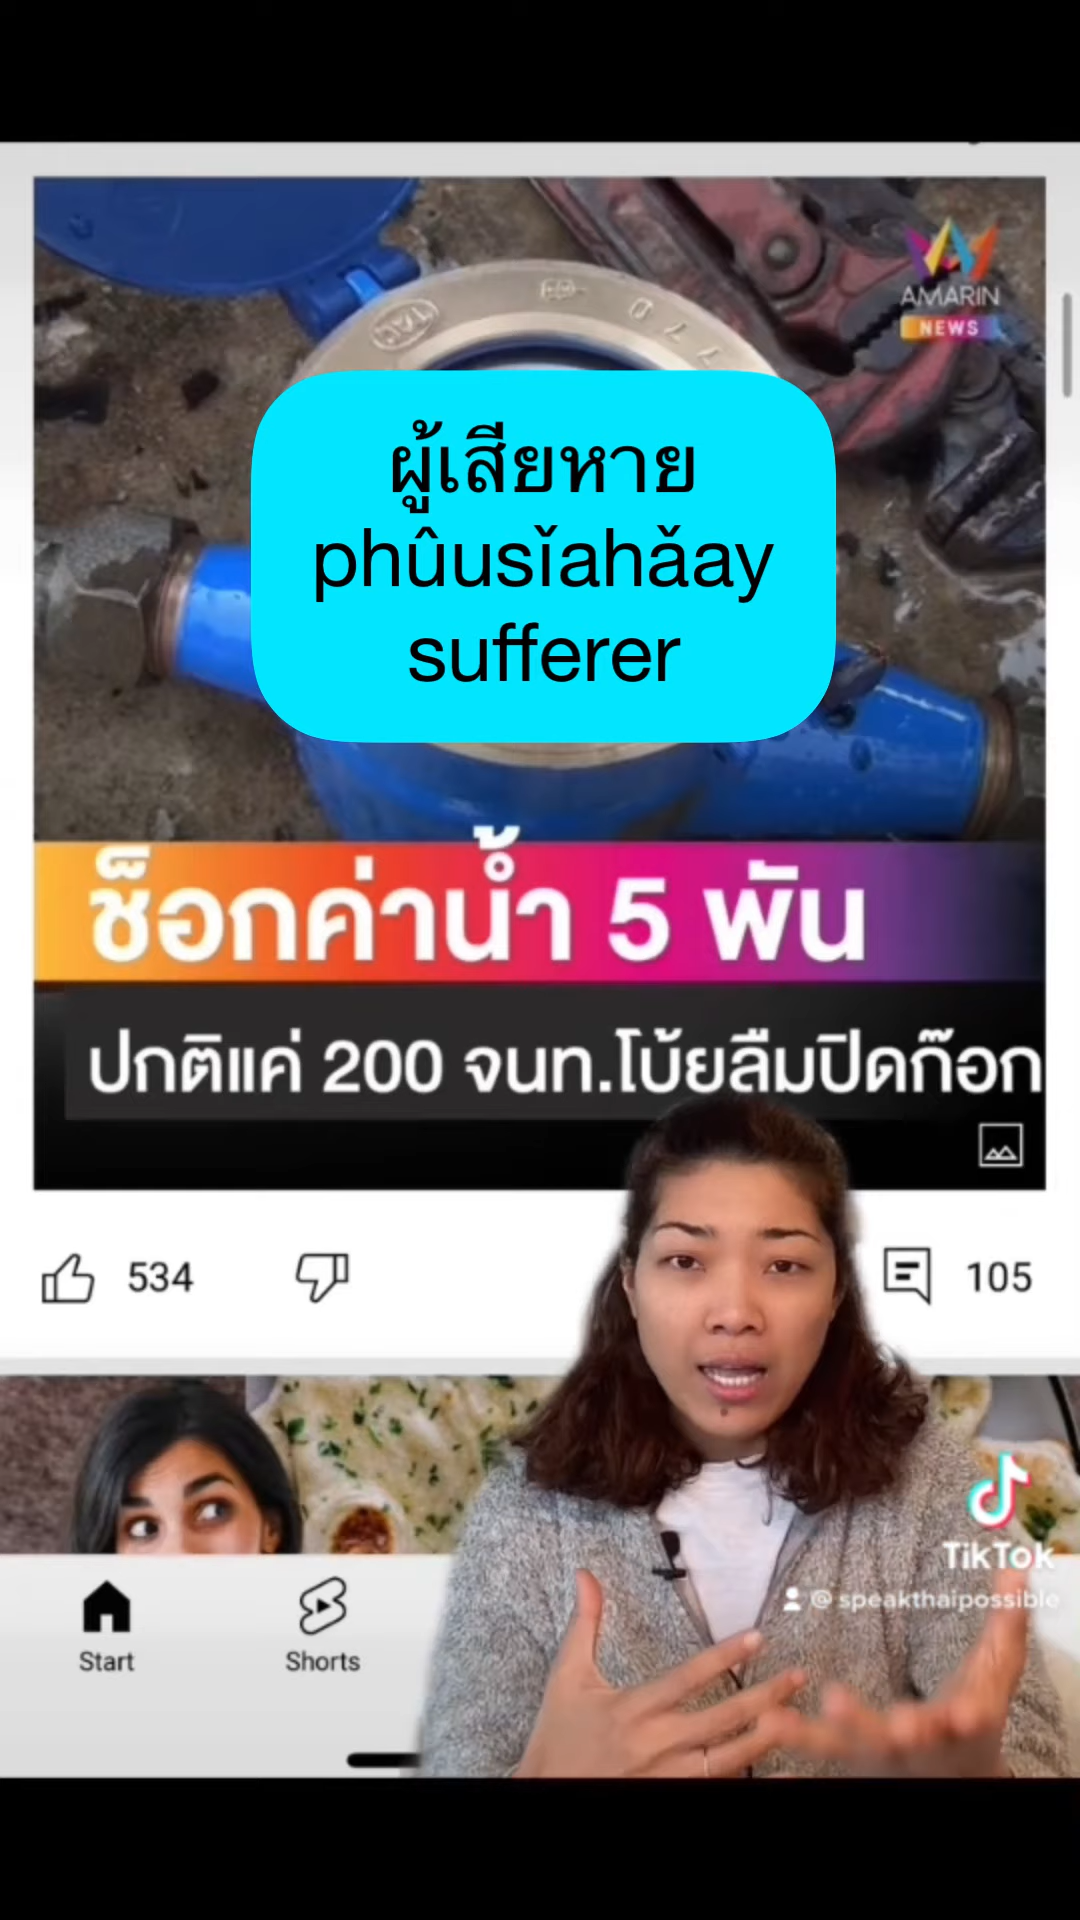 AMARIN
NEWS
ผู้เสียหาย
phûusǐahǎay
sufferer
ช็อกค่าน้ำ 5 พัน
ปกติแค่ 200 จนท.โบ้ยลืมปิดก๊อก
534
105
TikTok
@speakthaipossible
Start
Shorts